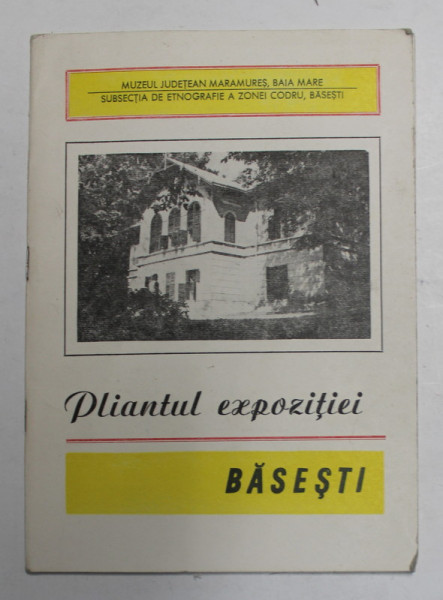 MUZEUL JUDEȚEAN MARAMUREȘ, BAIA MARE
SUBSECȚIA DE ETNOGRAFIE A ZONEI CODRU, BĂSEȘTI
Pliantul expoziției
BĂSEȘTI